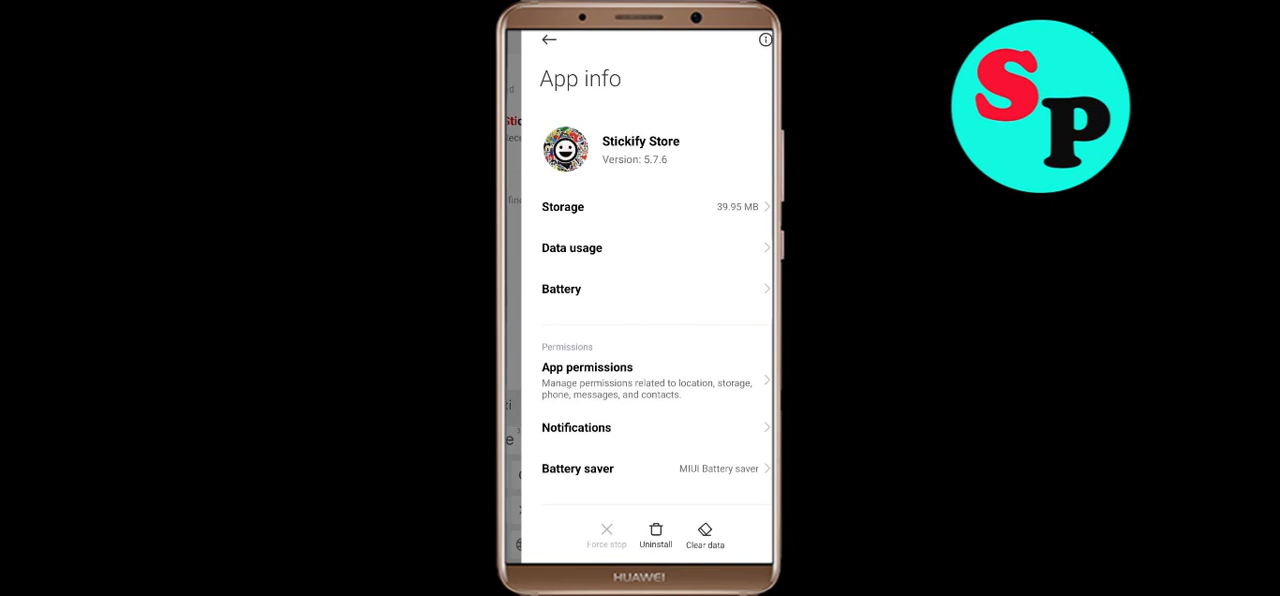 App info
Stickify Store
Version: 5.7.6
Storage 39.95 MB
Data usage
Battery
Permissions
App permissions
Manage permissions related to location, storage,
phone, messages, and contacts.
Notifications
Battery saver MIUI Battery saver
Force stop Uninstall Clear data
HUAWEI
SP